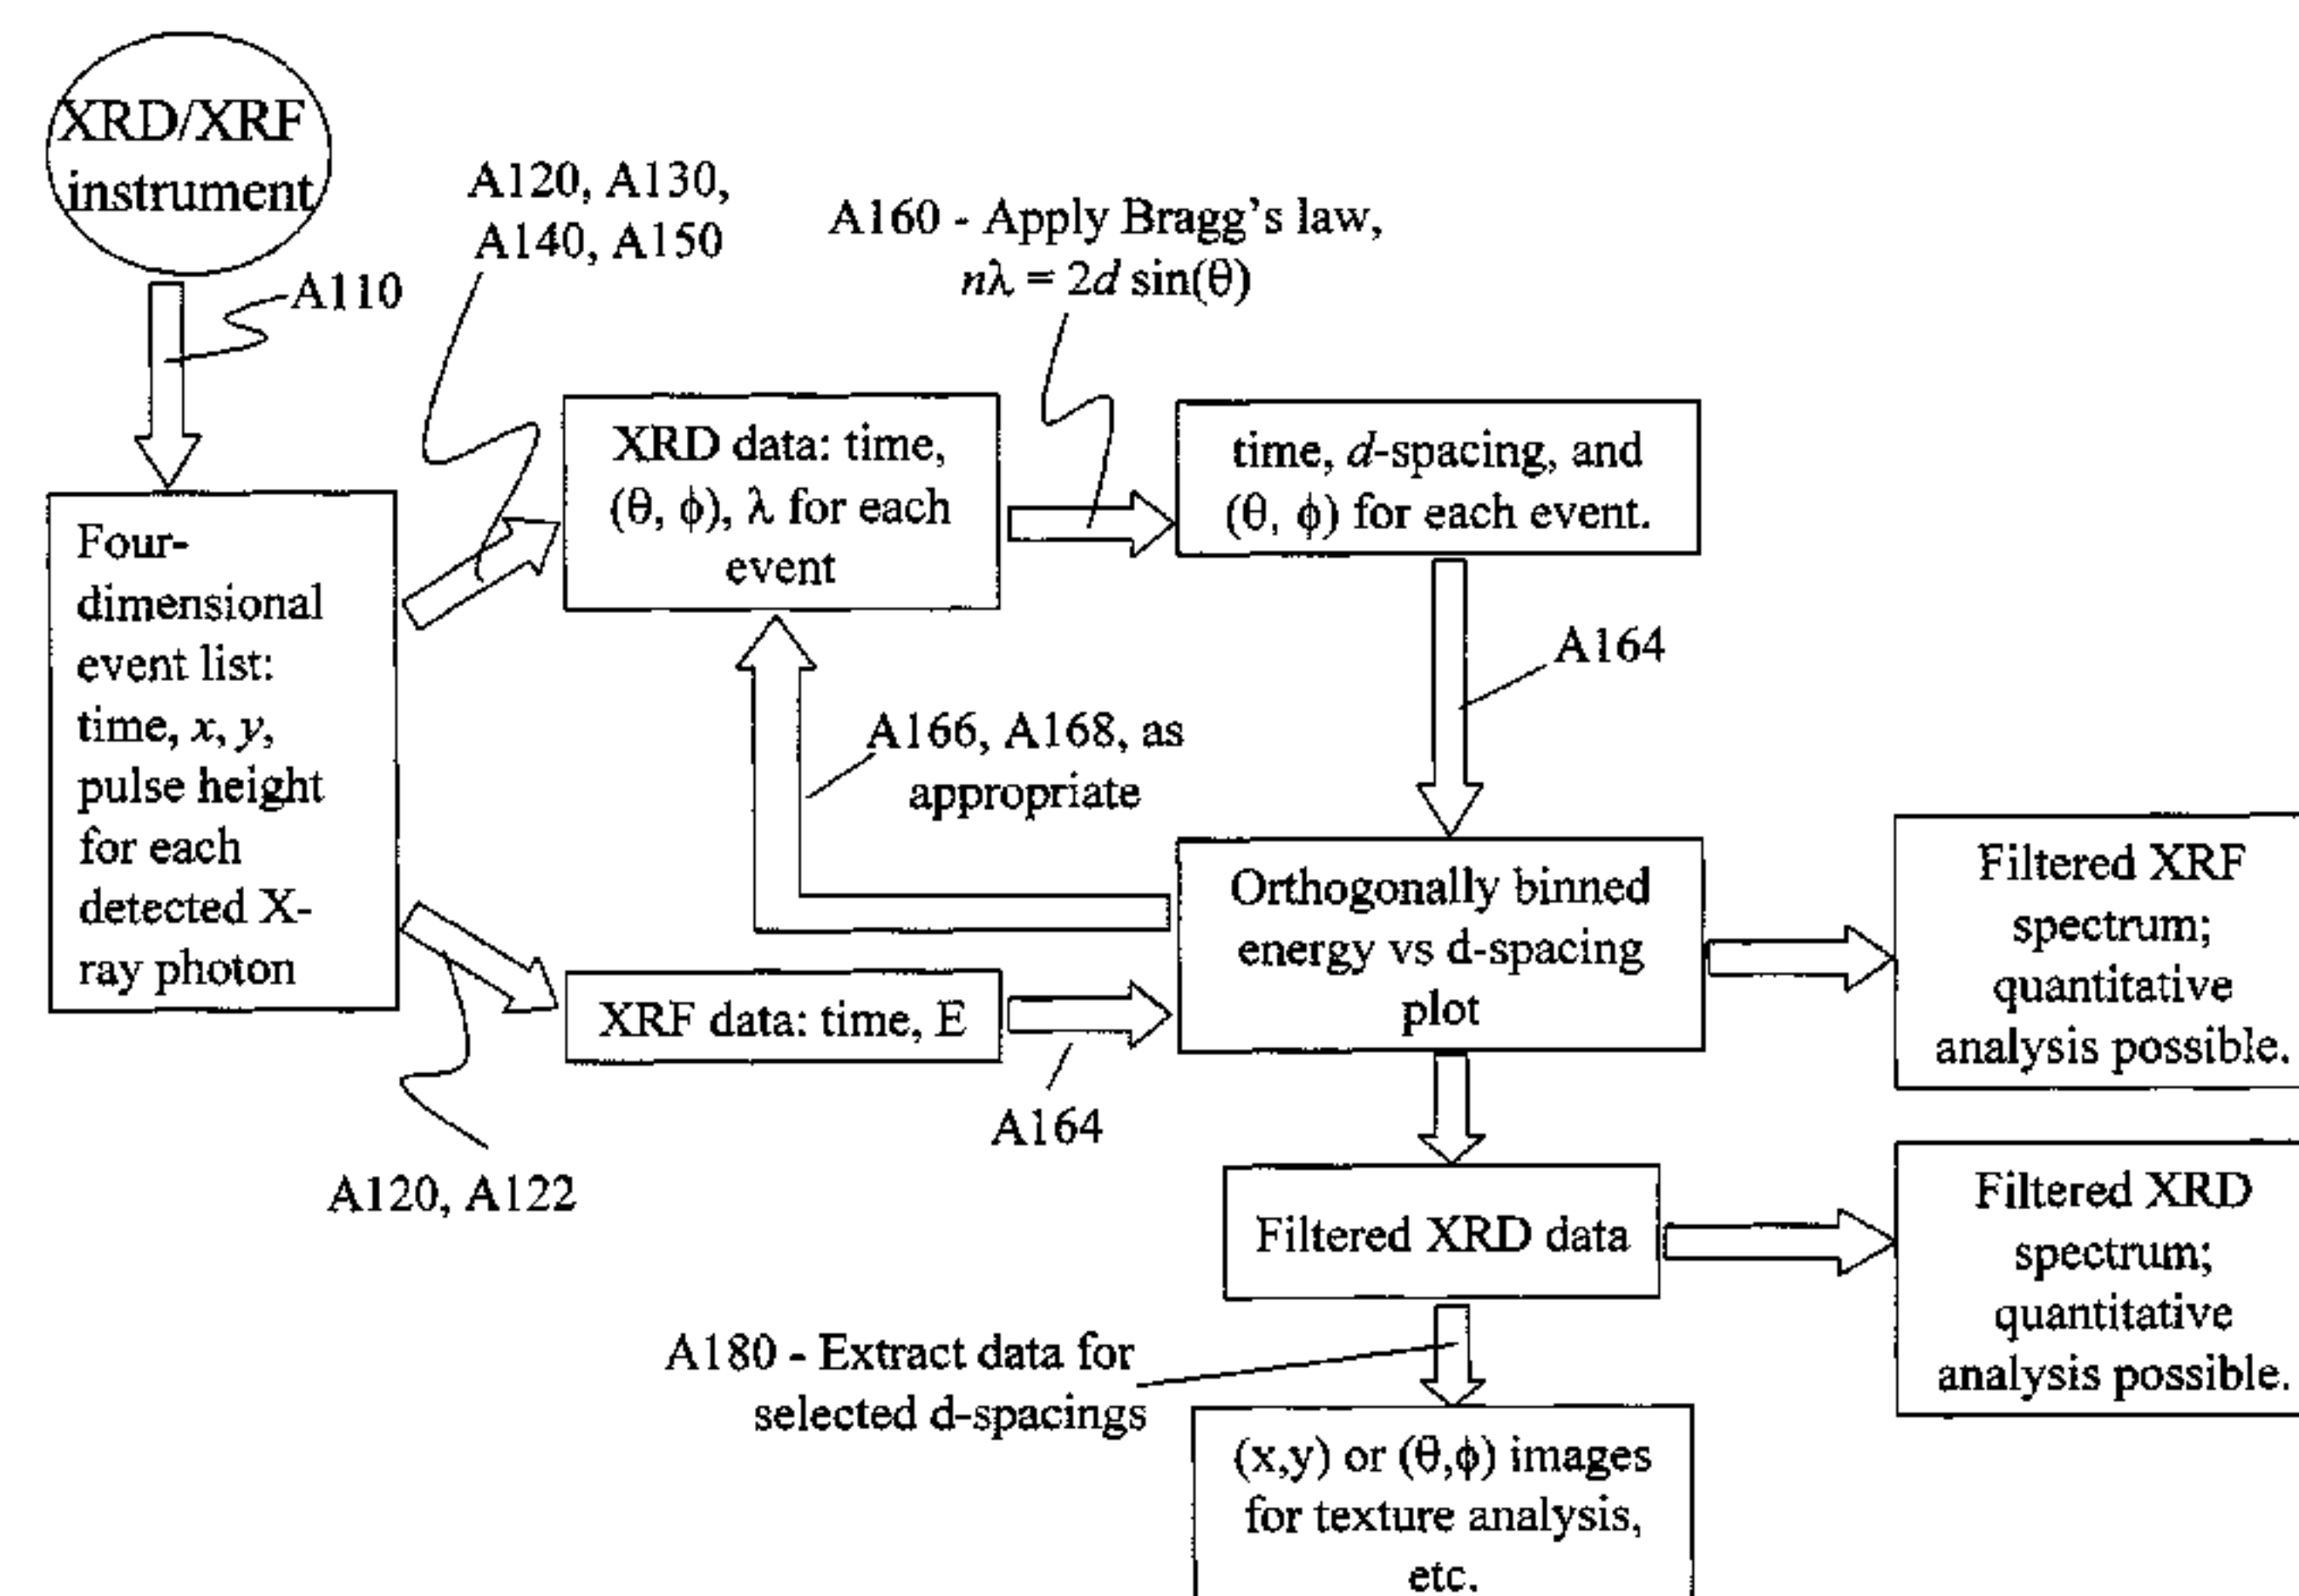 XRD/XRF
instrument
A110
A120, A130,
A140, A150
A160 - Apply Bragg's law,
nλ = 2d sin(θ)
Four-
dimensional
event list:
time, x, y,
pulse height
for each
detected X-
ray photon
XRD data: time,
(θ, ϕ), λ for each
event
time, d-spacing, and
(θ, ϕ) for each event.
A164
A166, A168, as
appropriate
Orthogonally binned
energy vs d-spacing
plot
Filtered XRF
spectrum;
quantitative
analysis possible.
XRF data: time, E
A164
A120, A122
Filtered XRD data
Filtered XRD
spectrum;
quantitative
analysis possible.
A180 - Extract data for
selected d-spacings
(x,y) or (θ,ϕ) images
for texture analysis,
etc.